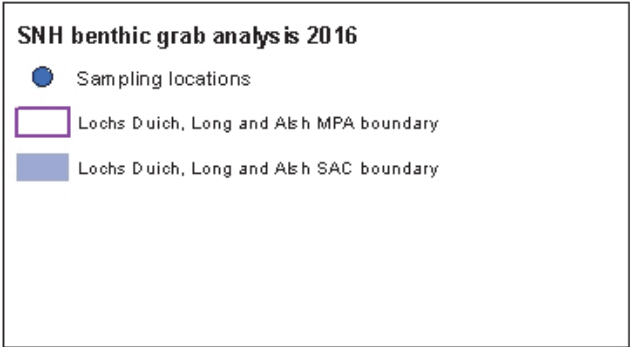 SNH benthic grab analysis 2016
Sampling locations
Lochs Duich, Long and Alsh MPA boundary
Lochs Duich, Long and Alsh SAC boundary